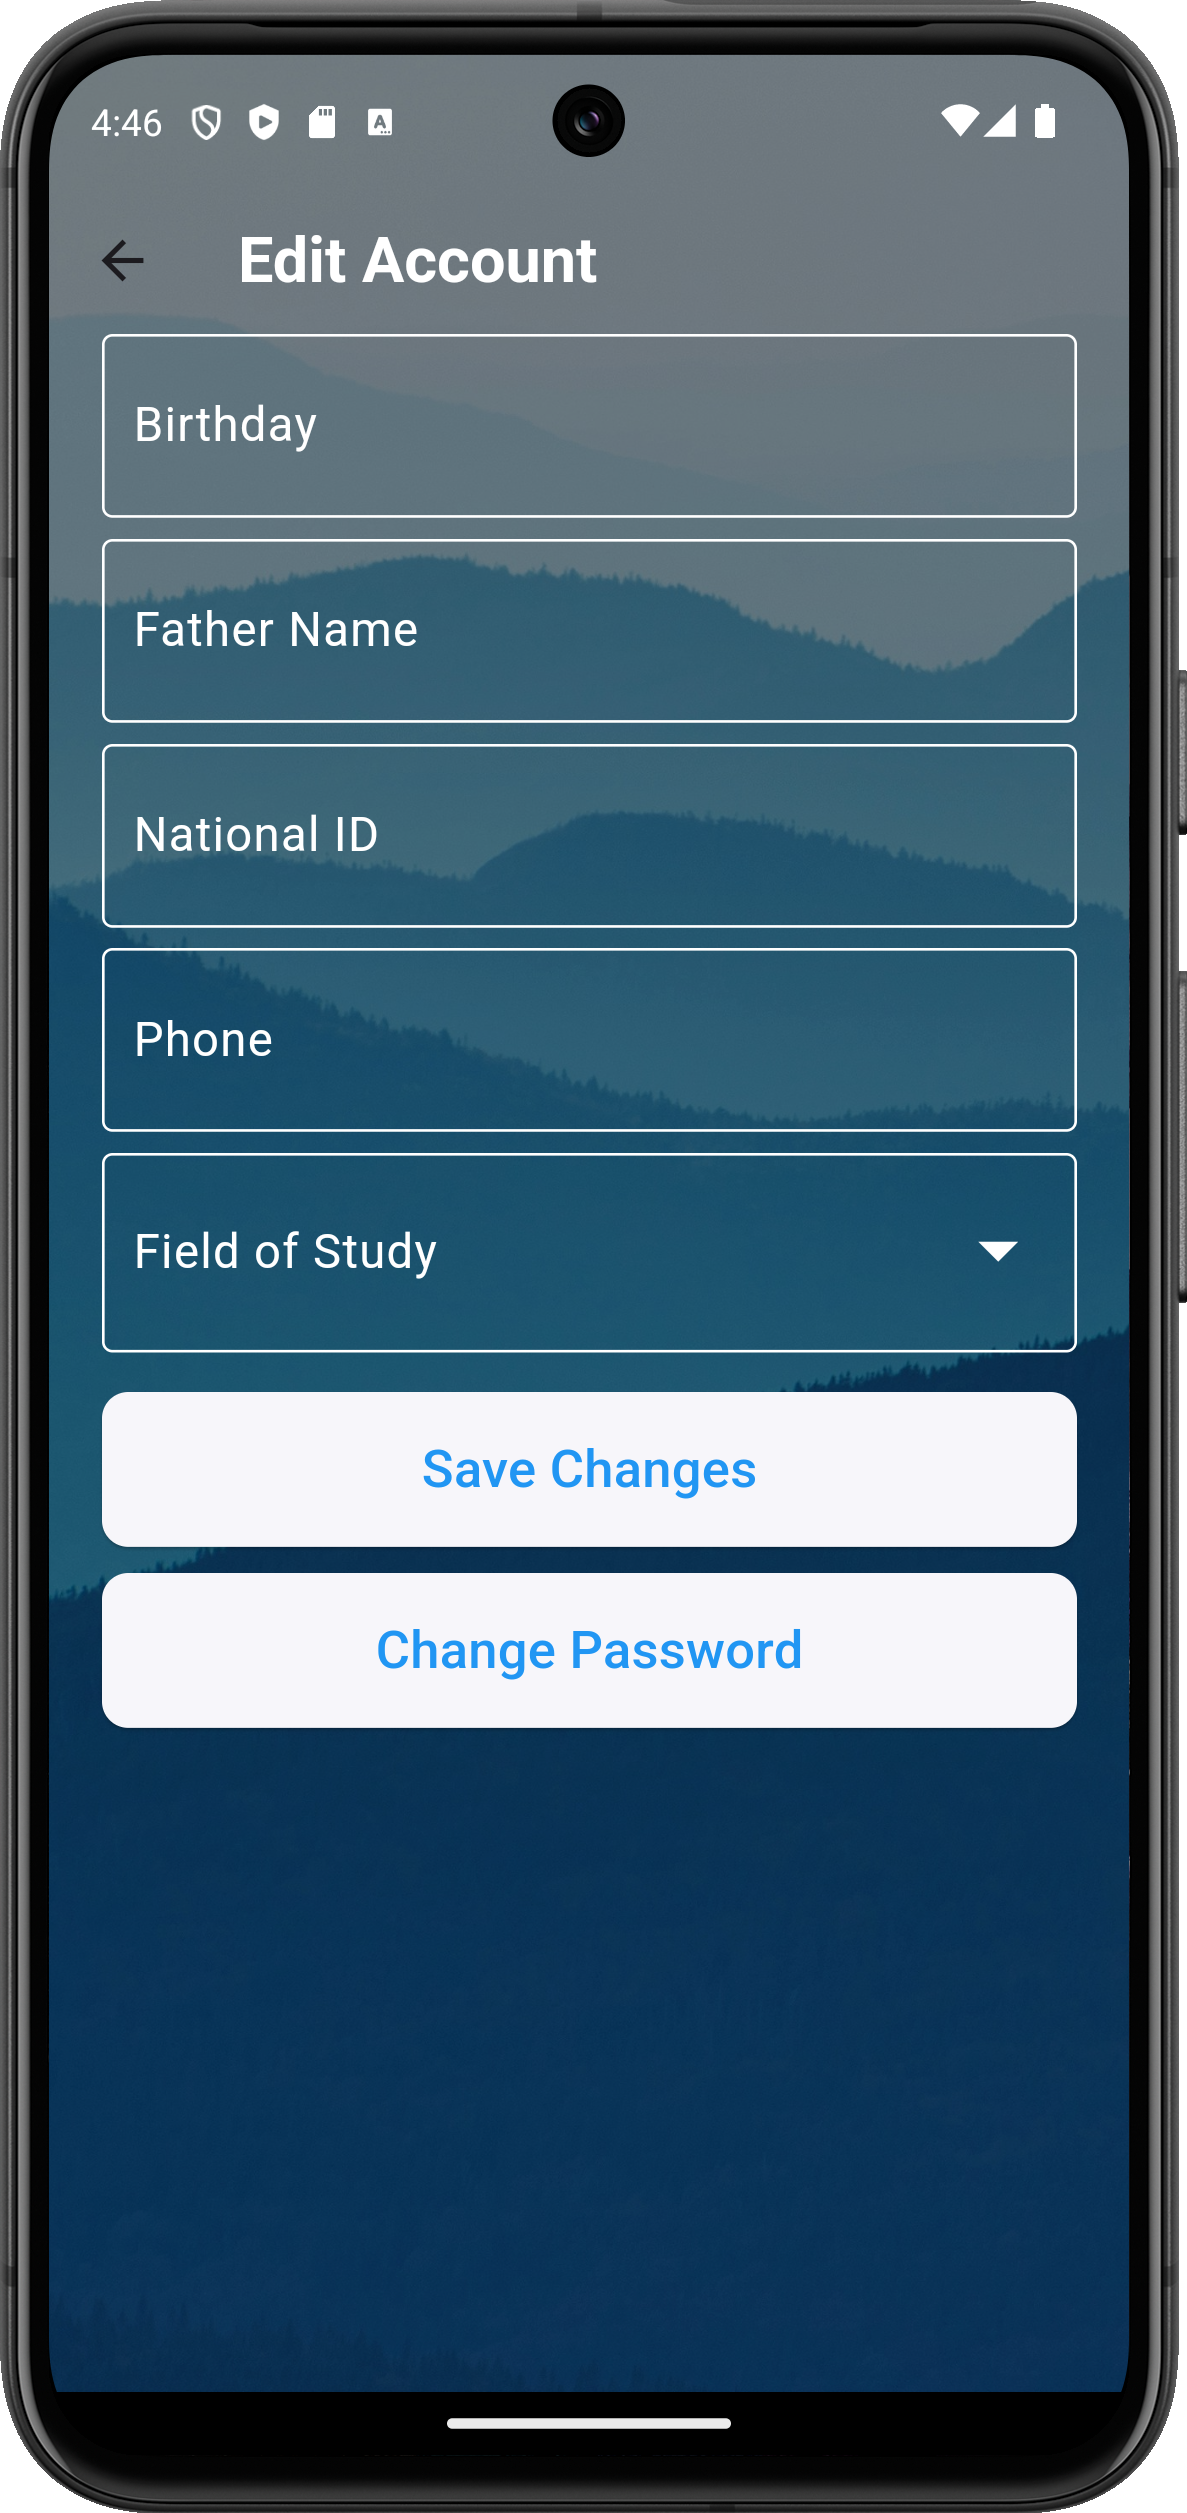 4:46
Edit Account
Birthday
Father Name
National ID
Phone
Field of Study
Save Changes
Change Password